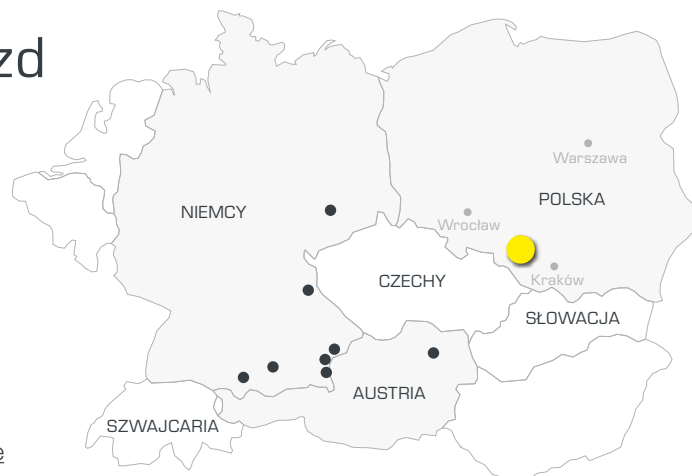 zd
Warszawa
POLSKA
NIEMCY
Wrocław
CZECHY
Kraków
SŁOWACJA
AUSTRIA
SZWAJCARIA
e